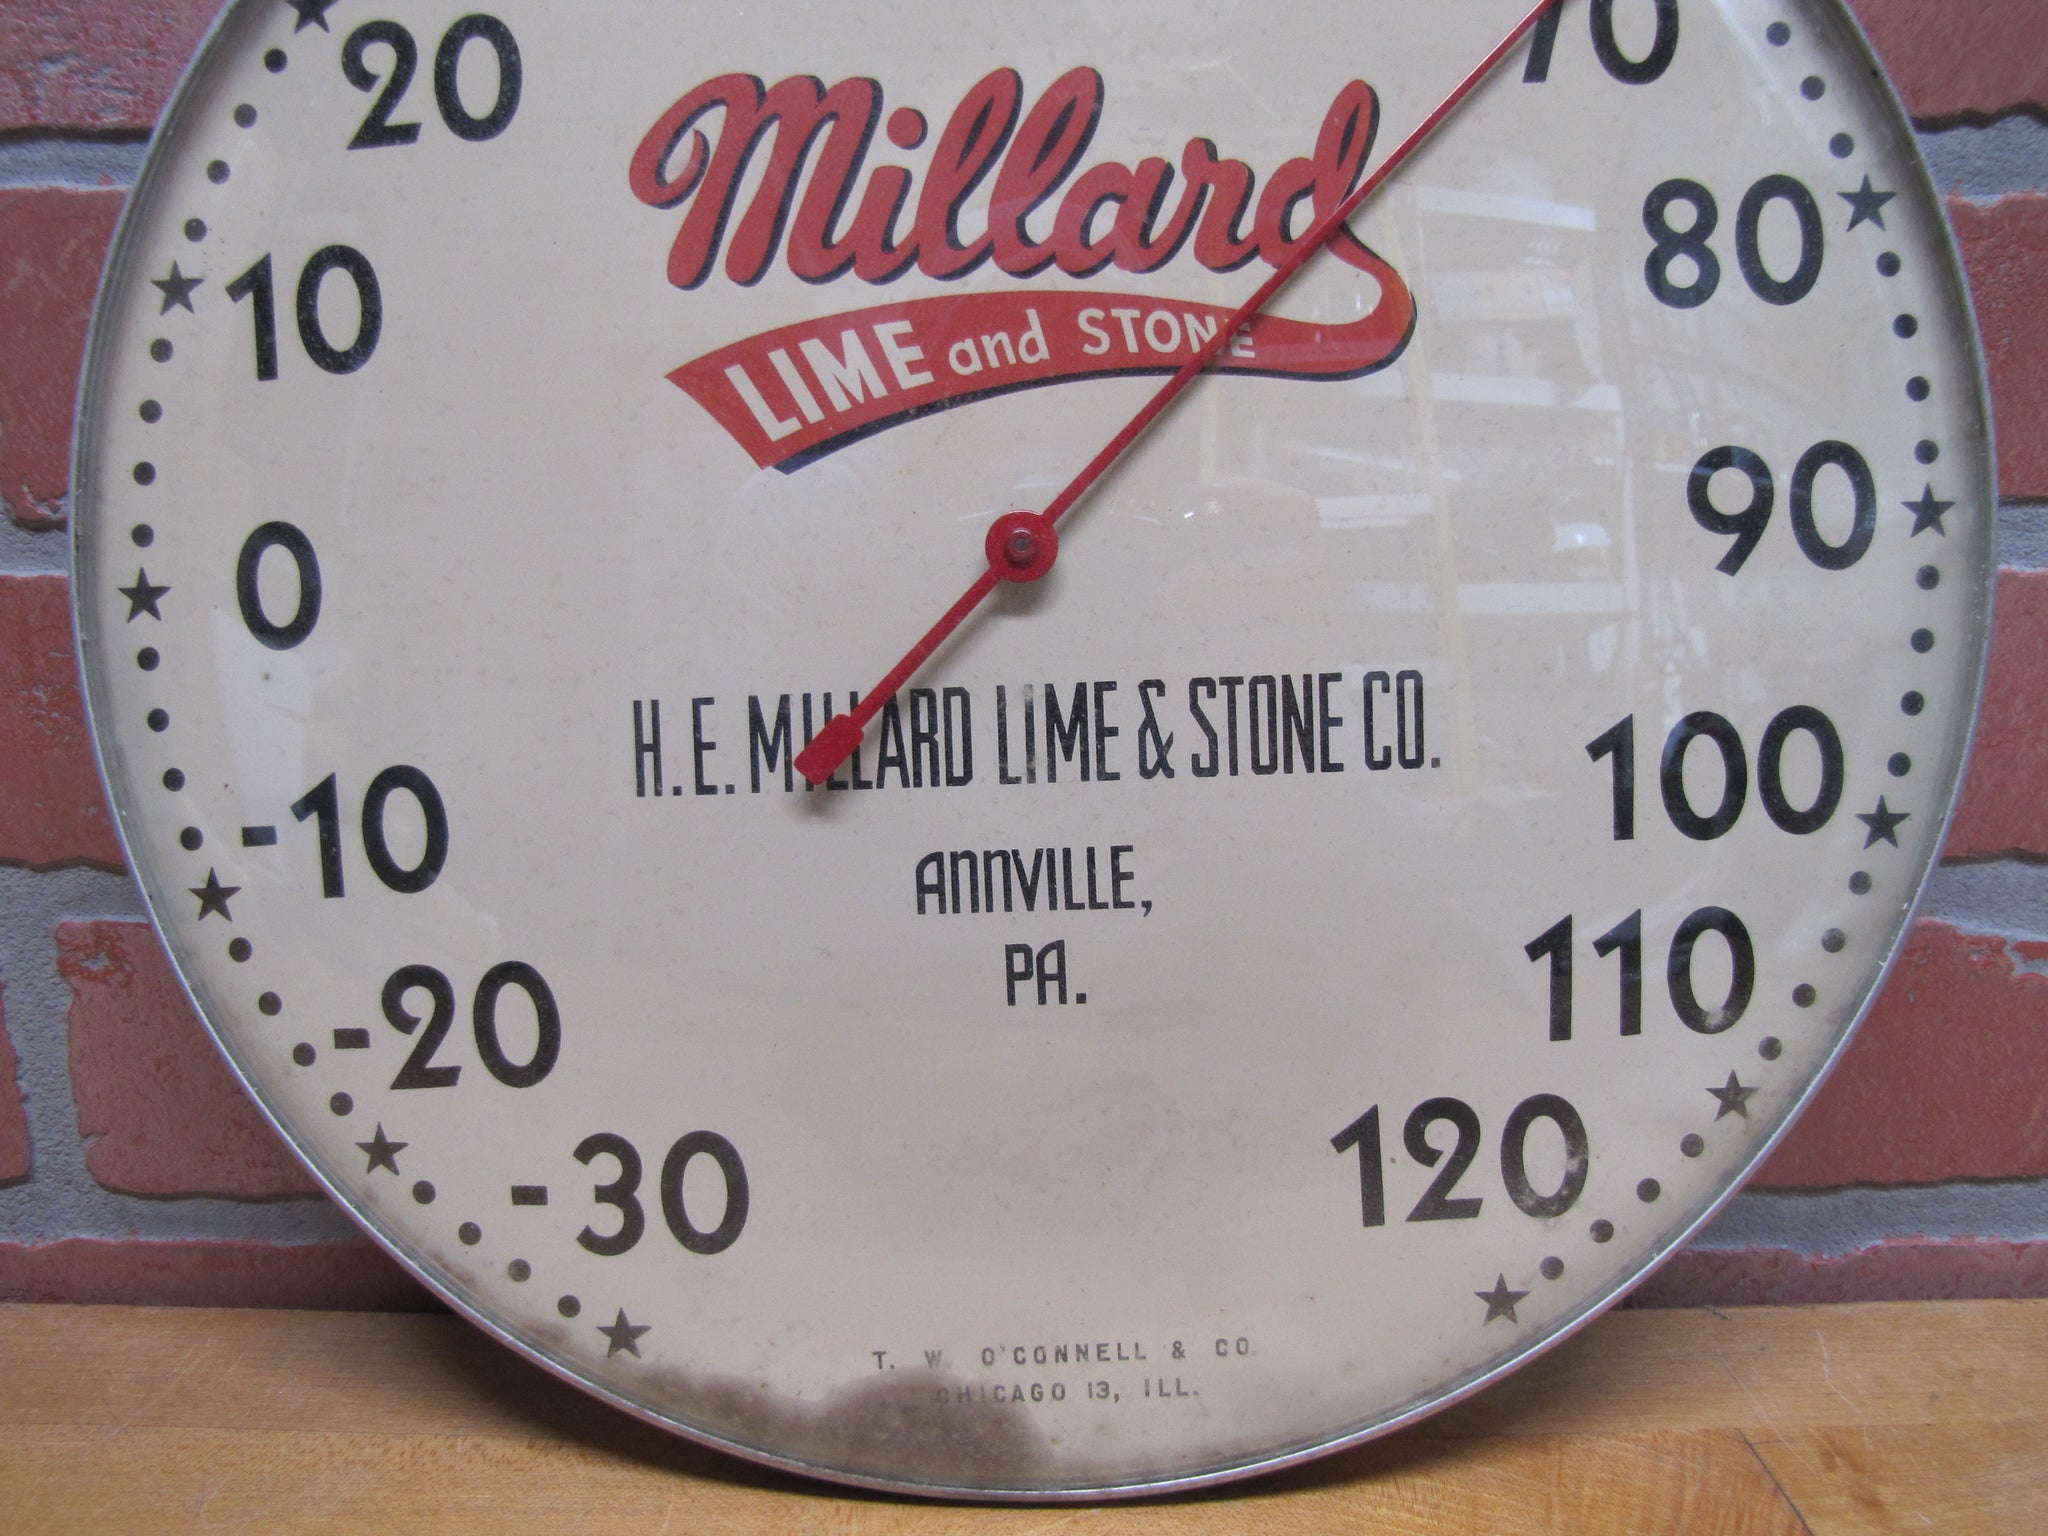 20
70
Millard
80
LIME and STONE
10
90
0
H.E. MILLARD LIME & STONE CO.
100
-10
ANNVILLE,
110
PA.
-20
120
-30
T. W. O'CONNELL & CO.
CHICAGO 13, ILL.